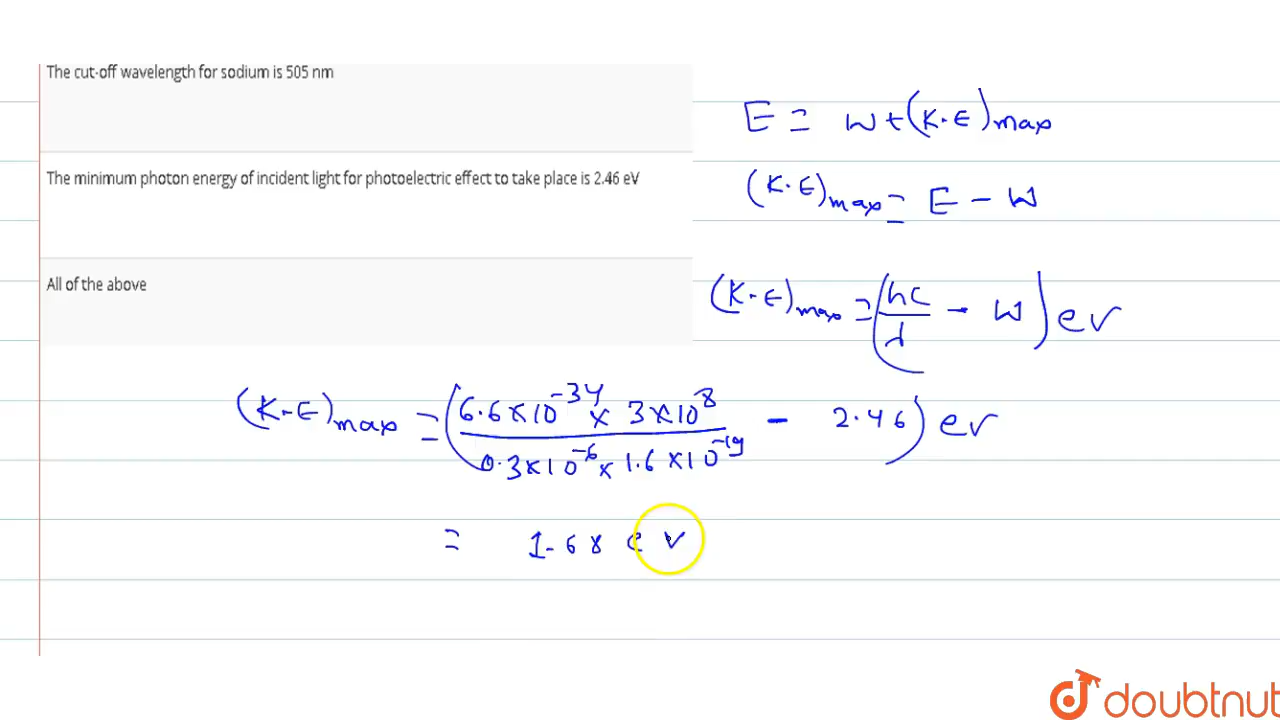 The cut-off wavelength for sodium is 505 nm
E = W + (K.E)max
The minimum photon energy of incident light for photoelectric effect to take place is 2.46 eV
(K.E)max = E - W
All of the above
(K-E)max = (hc/λ - W) eV
(K-E)max = (6.6×10^-34 × 3×10^8 / 0.3×10^-6 × 1.6×10^-19 - 2.46) eV
= 1.68 eV
doubtnut